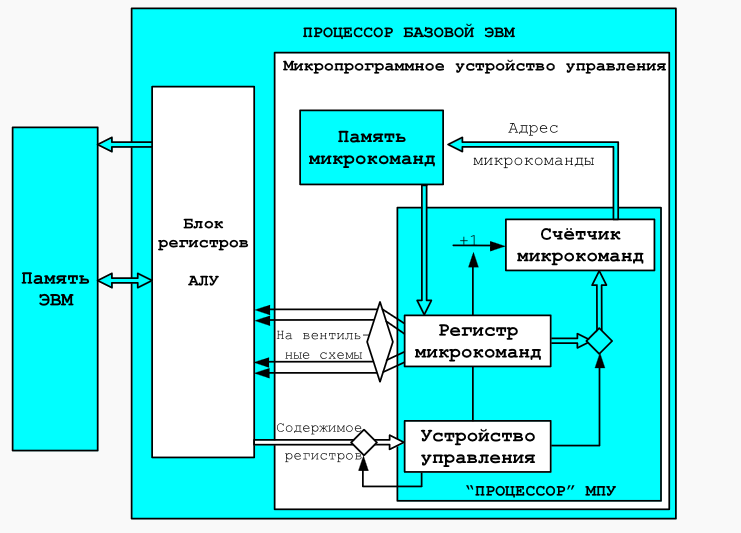 ПРОЦЕССОР БАЗОВОЙ ЭВМ
Микропрограммное устройство управления
Память
микрокоманд
Адрес
микрокоманды
Блок
регистров
АЛУ
Память
ЭВМ
+1
Счётчик
микрокоманд
На вентиль-
ные схемы
Регистр
микрокоманд
Содержимое
регистров
Устройство
управления
“ПРОЦЕССОР” МПУ